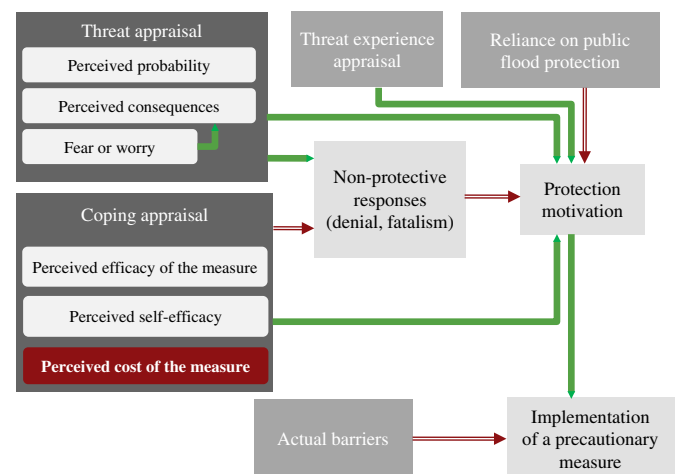 Threat appraisal
Perceived probability
Perceived consequences
Fear or worry
Threat experience
appraisal
Reliance on public
flood protection
Non-protective
responses
(denial, fatalism)
Protection
motivation
Coping appraisal
Perceived efficacy of the measure
Perceived self-efficacy
Perceived cost of the measure
Actual barriers
Implementation
of a precautionary
measure